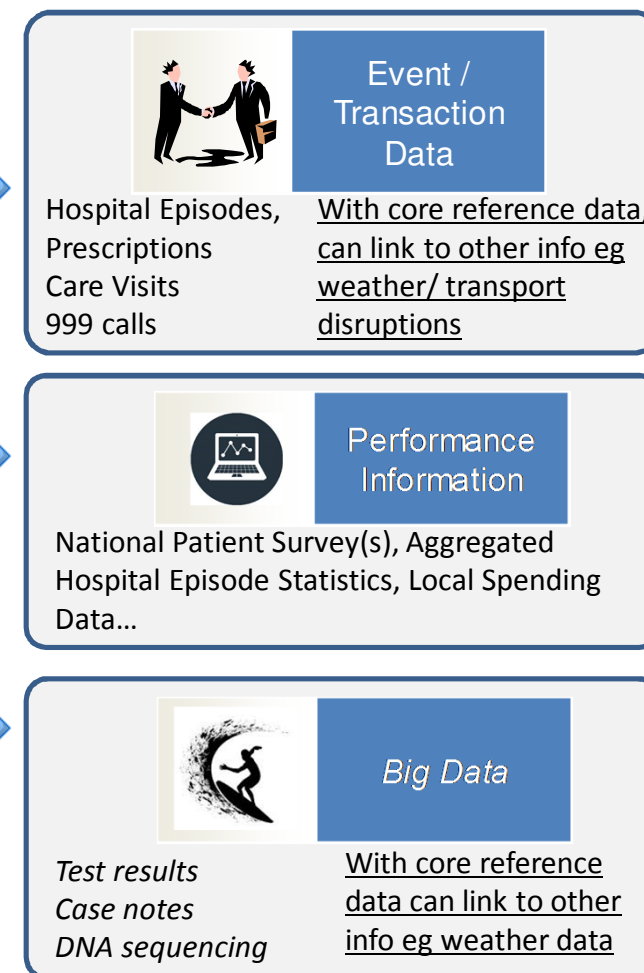 Event /
Transaction
Data
Hospital Episodes,
Prescriptions
Care Visits
999 calls
With core reference data,
can link to other info eg
weather/ transport
disruptions
Performance
Information
National Patient Survey(s), Aggregated
Hospital Episode Statistics, Local Spending
Data…
Big Data
Test results
Case notes
DNA sequencing
With core reference
data can link to other
info eg weather data